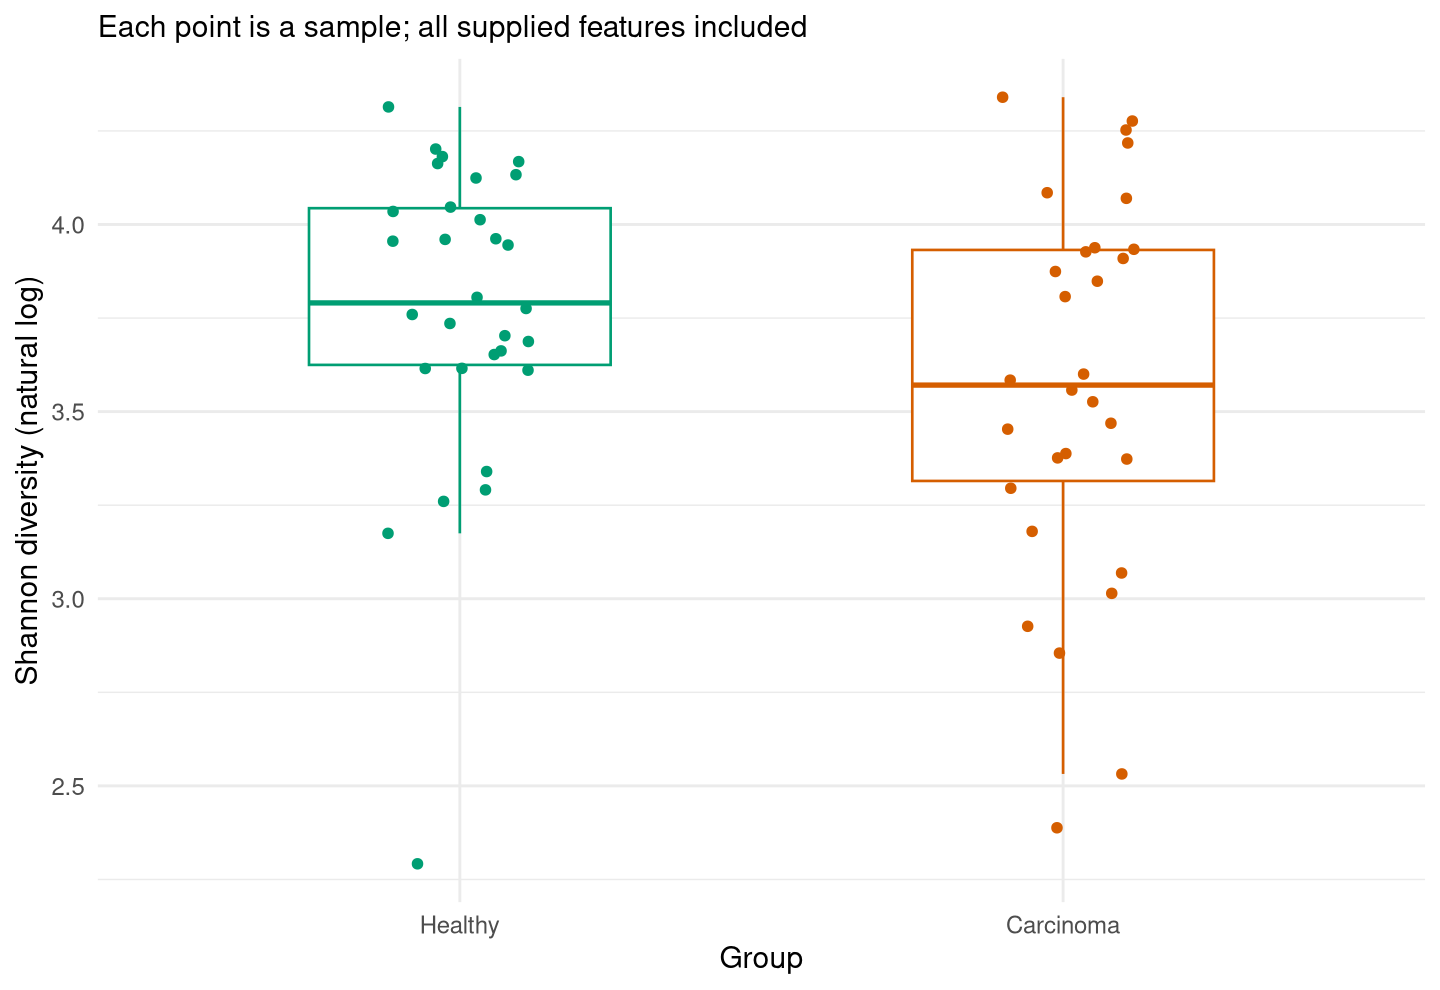 Each point is a sample; all supplied features included
Shannon diversity (natural log)
4.0
3.5
3.0
2.5
Healthy
Carcinoma
Group